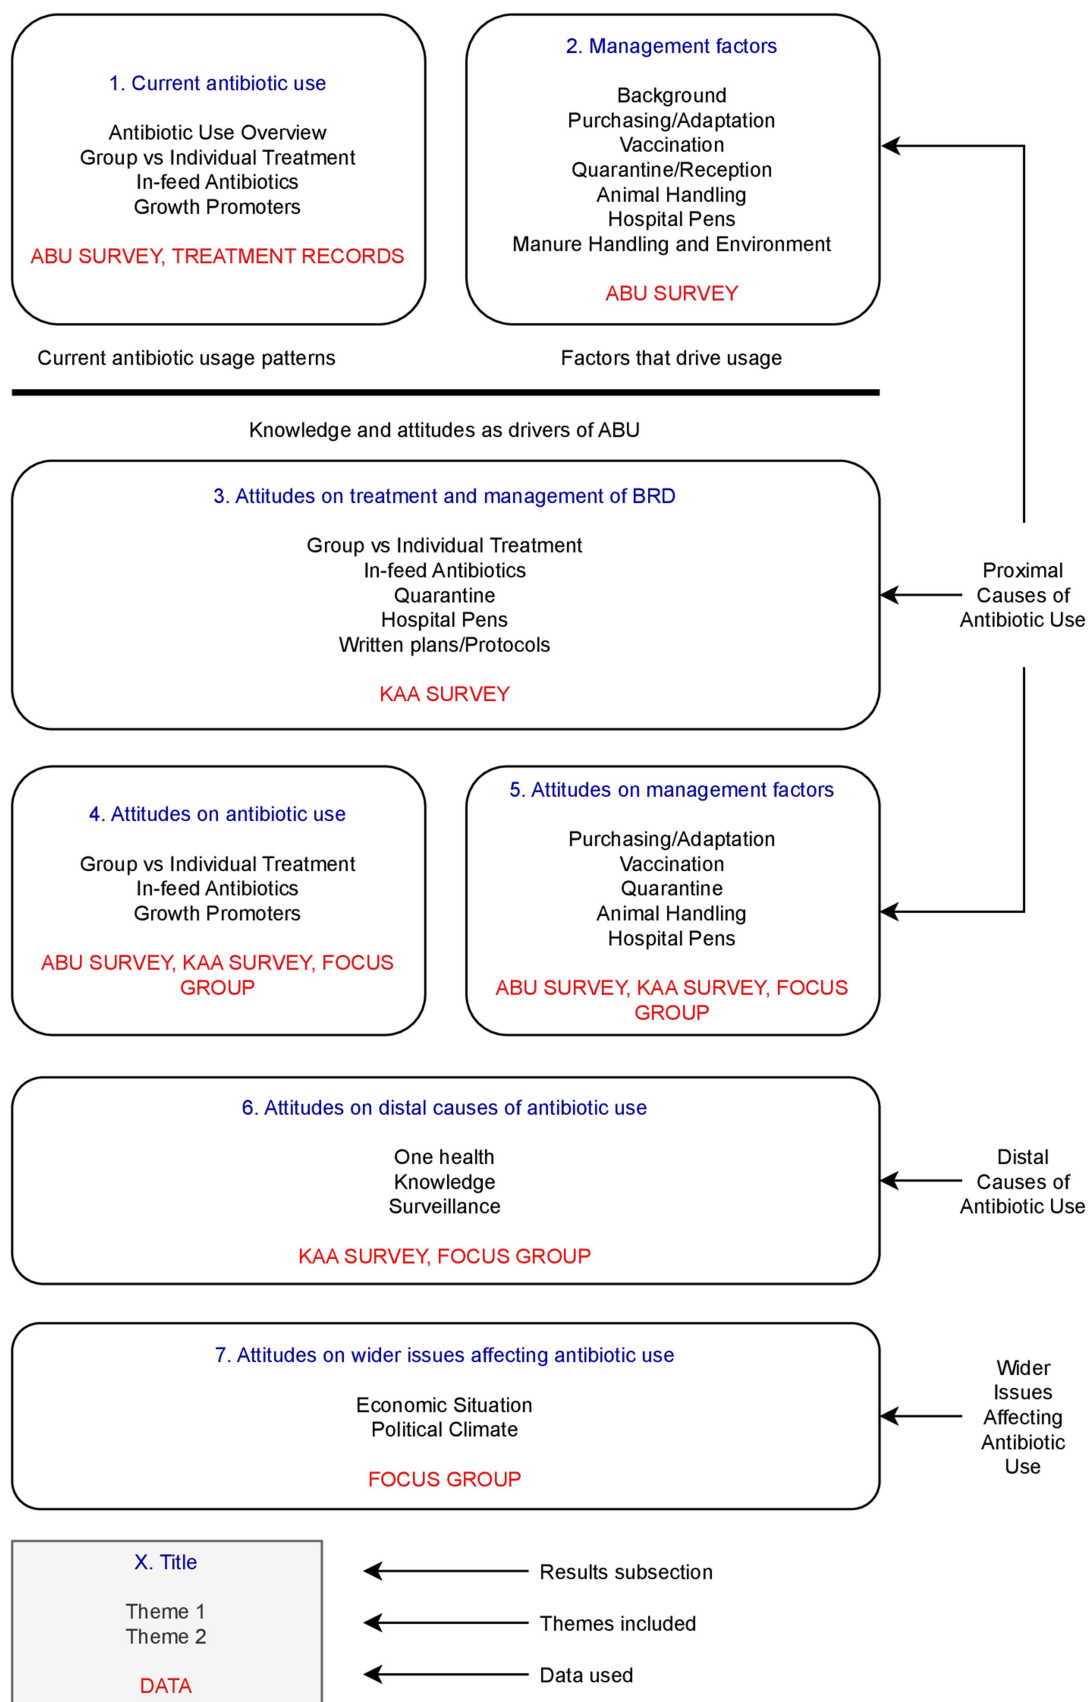 1. Current antibiotic use
Antibiotic Use Overview
Group vs Individual Treatment
In-feed Antibiotics
Growth Promoters
ABU SURVEY, TREATMENT RECORDS
2. Management factors
Background
Purchasing/Adaptation
Vaccination
Quarantine/Reception
Animal Handling
Hospital Pens
Manure Handling and Environment
ABU SURVEY
Current antibiotic usage patterns
Factors that drive usage
Knowledge and attitudes as drivers of ABU
3. Attitudes on treatment and management of BRD
Group vs Individual Treatment
In-feed Antibiotics
Quarantine
Hospital Pens
Written plans/Protocols
KAA SURVEY
Proximal
Causes of
Antibiotic Use
4. Attitudes on antibiotic use
Group vs Individual Treatment
In-feed Antibiotics
Growth Promoters
ABU SURVEY, KAA SURVEY, FOCUS
GROUP
5. Attitudes on management factors
Purchasing/Adaptation
Vaccination
Quarantine
Animal Handling
Hospital Pens
ABU SURVEY, KAA SURVEY, FOCUS
GROUP
6. Attitudes on distal causes of antibiotic use
One health
Knowledge
Surveillance
KAA SURVEY, FOCUS GROUP
Distal
Causes of
Antibiotic Use
7. Attitudes on wider issues affecting antibiotic use
Economic Situation
Political Climate
FOCUS GROUP
Wider
Issues
Affecting
Antibiotic
Use
X. Title
Theme 1
Theme 2
DATA
Results subsection
Themes included
Data used